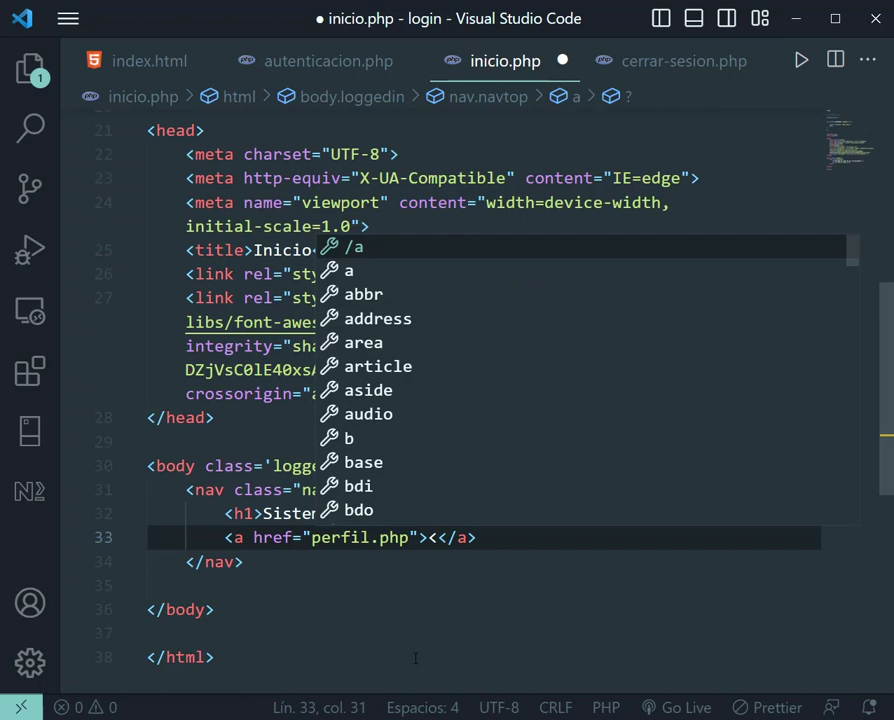 ● inicio.php - login - Visual Studio Code
index.html
autenticacion.php
inicio.php
cerrar-sesion.php
1
inicio.php > html > body.loggedin > nav.navtop > a > ?
21 <head>
22 <meta charset="UTF-8">
23 <meta http-equiv="X-UA-Compatible" content="IE=edge">
24 <meta name="viewport" content="width=device-width,
initial-scale=1.0">
/a
25 <title>Inicio<
26 <link rel="sty
a
27 <link rel="sty
abbr
libs/font-awes
address
integrity="sha
area
DZjVsC0lE40xsA
article
crossorigin="a
aside
28 </head>
audio
29
b
30 <body class='logge
base
31 <nav class="na
bdi
32 <h1>Sistem
bdo
33 <a href="perfil.php"><</a>
34 </nav>
35
36 </body>
37
38 </html>
0 0 Lín. 33, col. 31 Espacios: 4 UTF-8 CRLF PHP Go Live Prettier